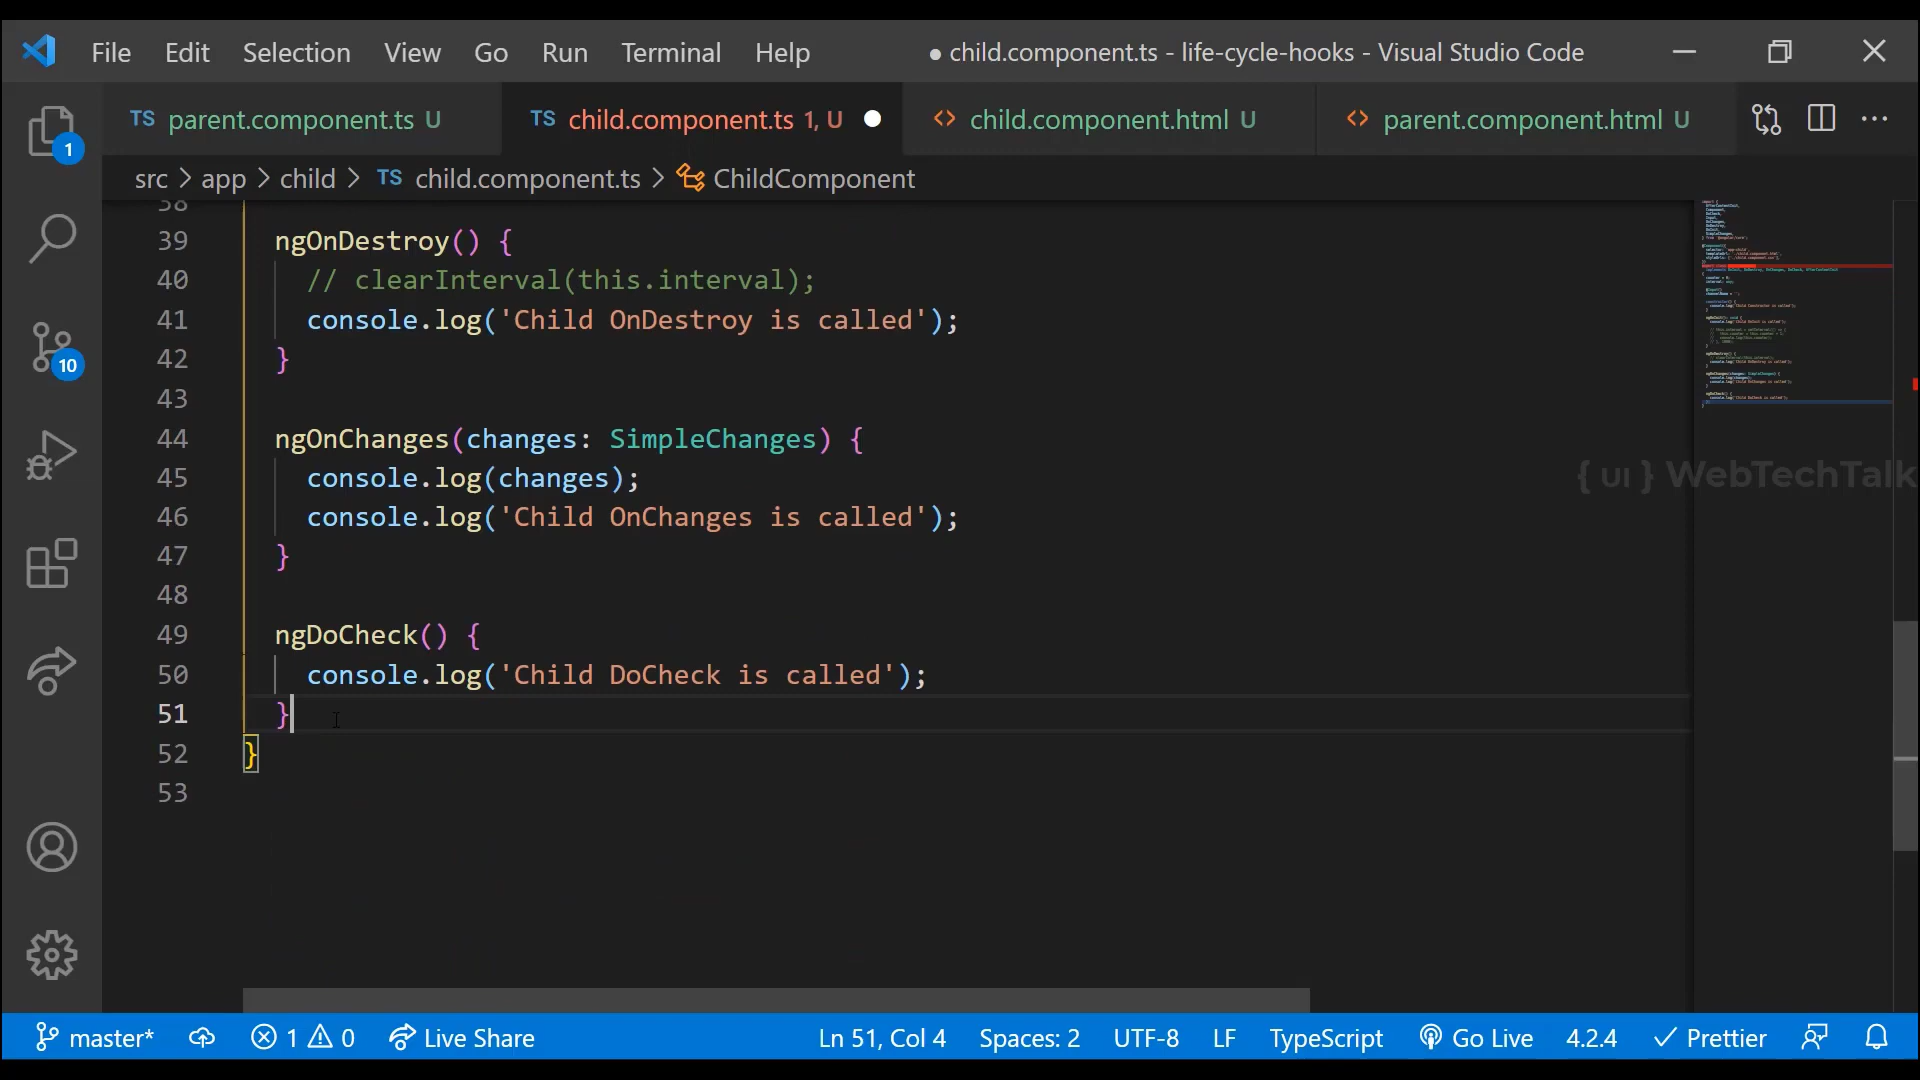 File Edit Selection View Go Run Terminal Help ● child.component.ts - life-cycle-hooks - Visual Studio Code
TS parent.component.ts U TS child.component.ts 1, U <> child.component.html U <> parent.component.html U
src > app > child > TS child.component.ts > ChildComponent
38
39 ngOnDestroy() {
40 // clearInterval(this.interval);
41 console.log('Child OnDestroy is called');
42 }
43
44 ngOnChanges(changes: SimpleChanges) {
45 console.log(changes);
46 console.log('Child OnChanges is called');
47 }
48
49 ngDoCheck() {
50 console.log('Child DoCheck is called');
51 }
52 }
53
1
10
{ UI } WebTechTalk
master* 1 0 Live Share Ln 51, Col 4 Spaces: 2 UTF-8 LF TypeScript Go Live 4.2.4 Prettier